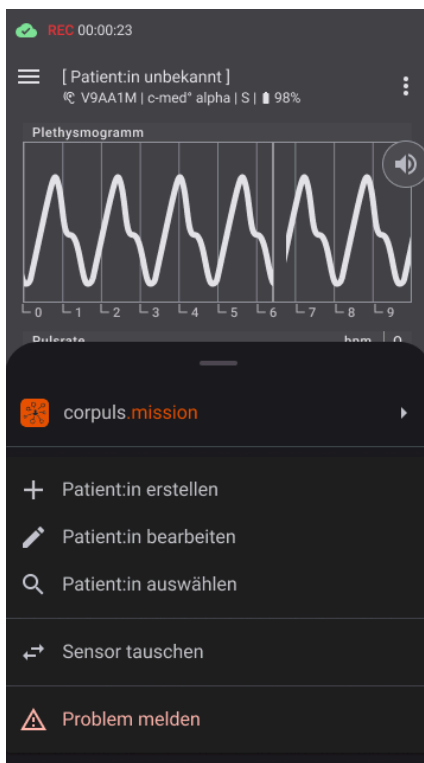 REC 00:00:23
[ Patient:in unbekannt ]
V9AA1M | c-med° alpha | S | 98%
Plethysmogramm
0 1 2 3 4 5 6 7 8 9
Pulsrate bpm 0
corpuls.mission
Patient:in erstellen
Patient:in bearbeiten
Patient:in auswählen
Sensor tauschen
Problem melden